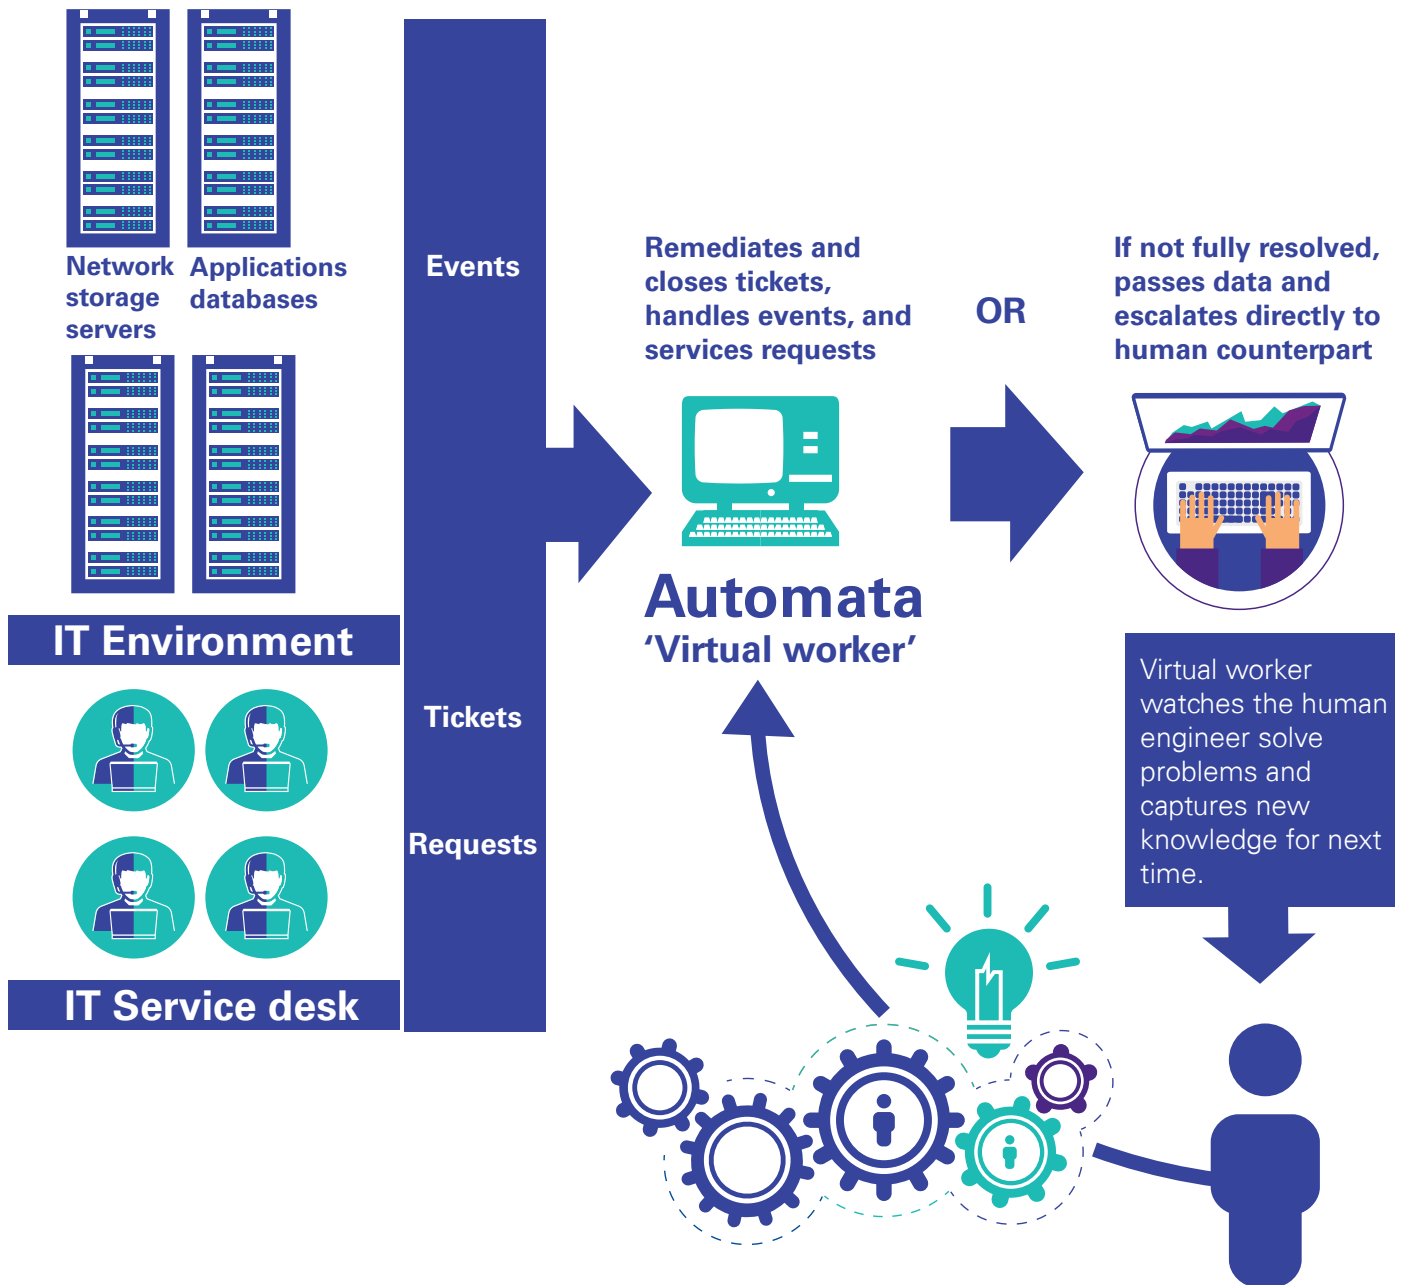 Network
storage
servers
Applications
databases
IT Environment
IT Service desk
Events
Tickets
Requests
Remediates and
closes tickets,
handles events, and
services requests
Automata
‘Virtual worker’
OR
If not fully resolved,
passes data and
escalates directly to
human counterpart
Virtual worker
watches the human
engineer solve
problems and
captures new
knowledge for next
time.